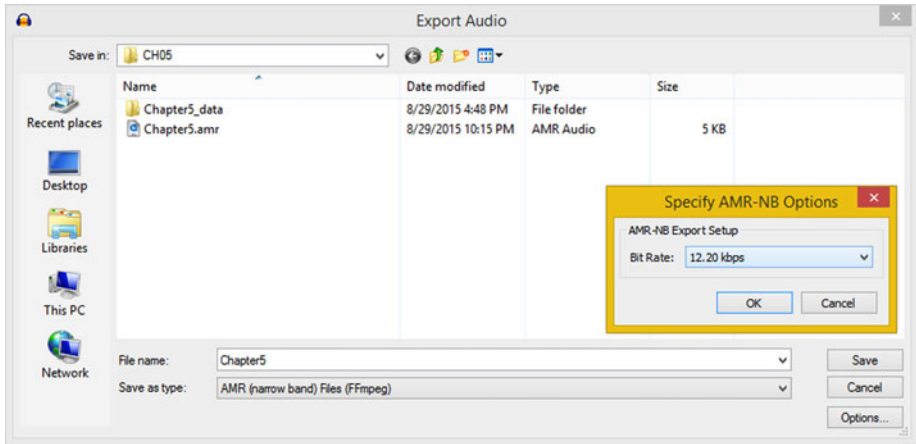 Export Audio
Save in: CH05
Name Date modified Type Size
Chapter5_data 8/29/2015 4:48 PM File folder
Chapter5.amr 8/29/2015 10:15 PM AMR Audio 5 KB
Recent places
Desktop
Libraries
This PC
Network
Specify AMR-NB Options
AMR-NB Export Setup
Bit Rate: 12.20 kbps
OK Cancel
File name: Chapter5 Save
Save as type: AMR (narrow band) Files (FFmpeg) Cancel
Options...